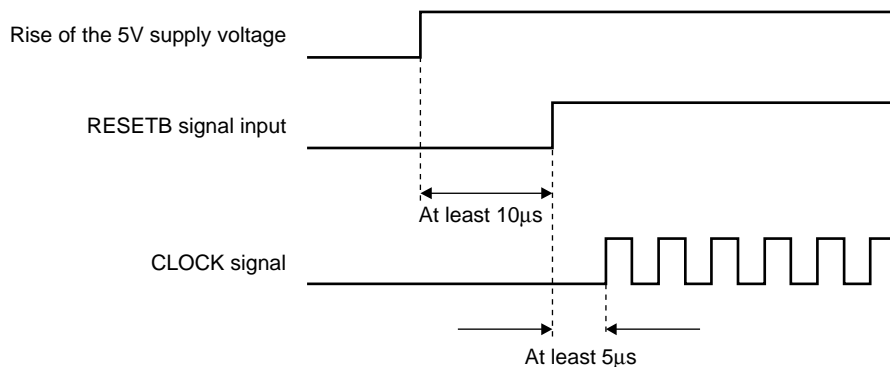 Rise of the 5V supply voltage
RESETB signal input
At least 10μs
CLOCK signal
At least 5μs